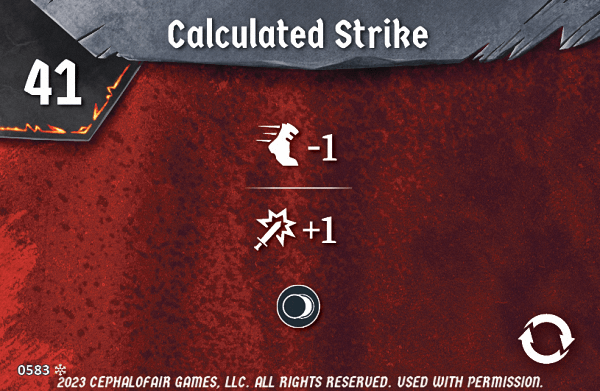 Calculated Strike
41
-1
+1
0583
2023 CEPHALOFAIR GAMES, LLC. ALL RIGHTS RESERVED. USED WITH PERMISSION.